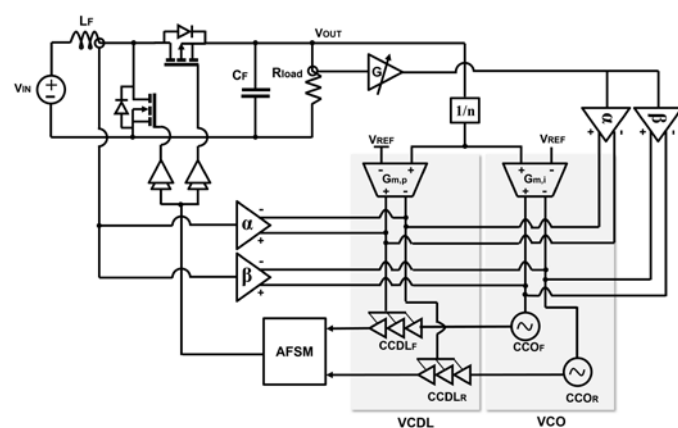 LF
VOUT
VIN
CF
Rload
G
1/n
α
β
VREF
VREF
- +
+ -
Gm,p
Gm,i
+ -
+ -
+ -
+ -
α
-
+
β
-
+
AFSM
CCDLF
CCOF
CCDLR
CCOR
VCDL
VCO